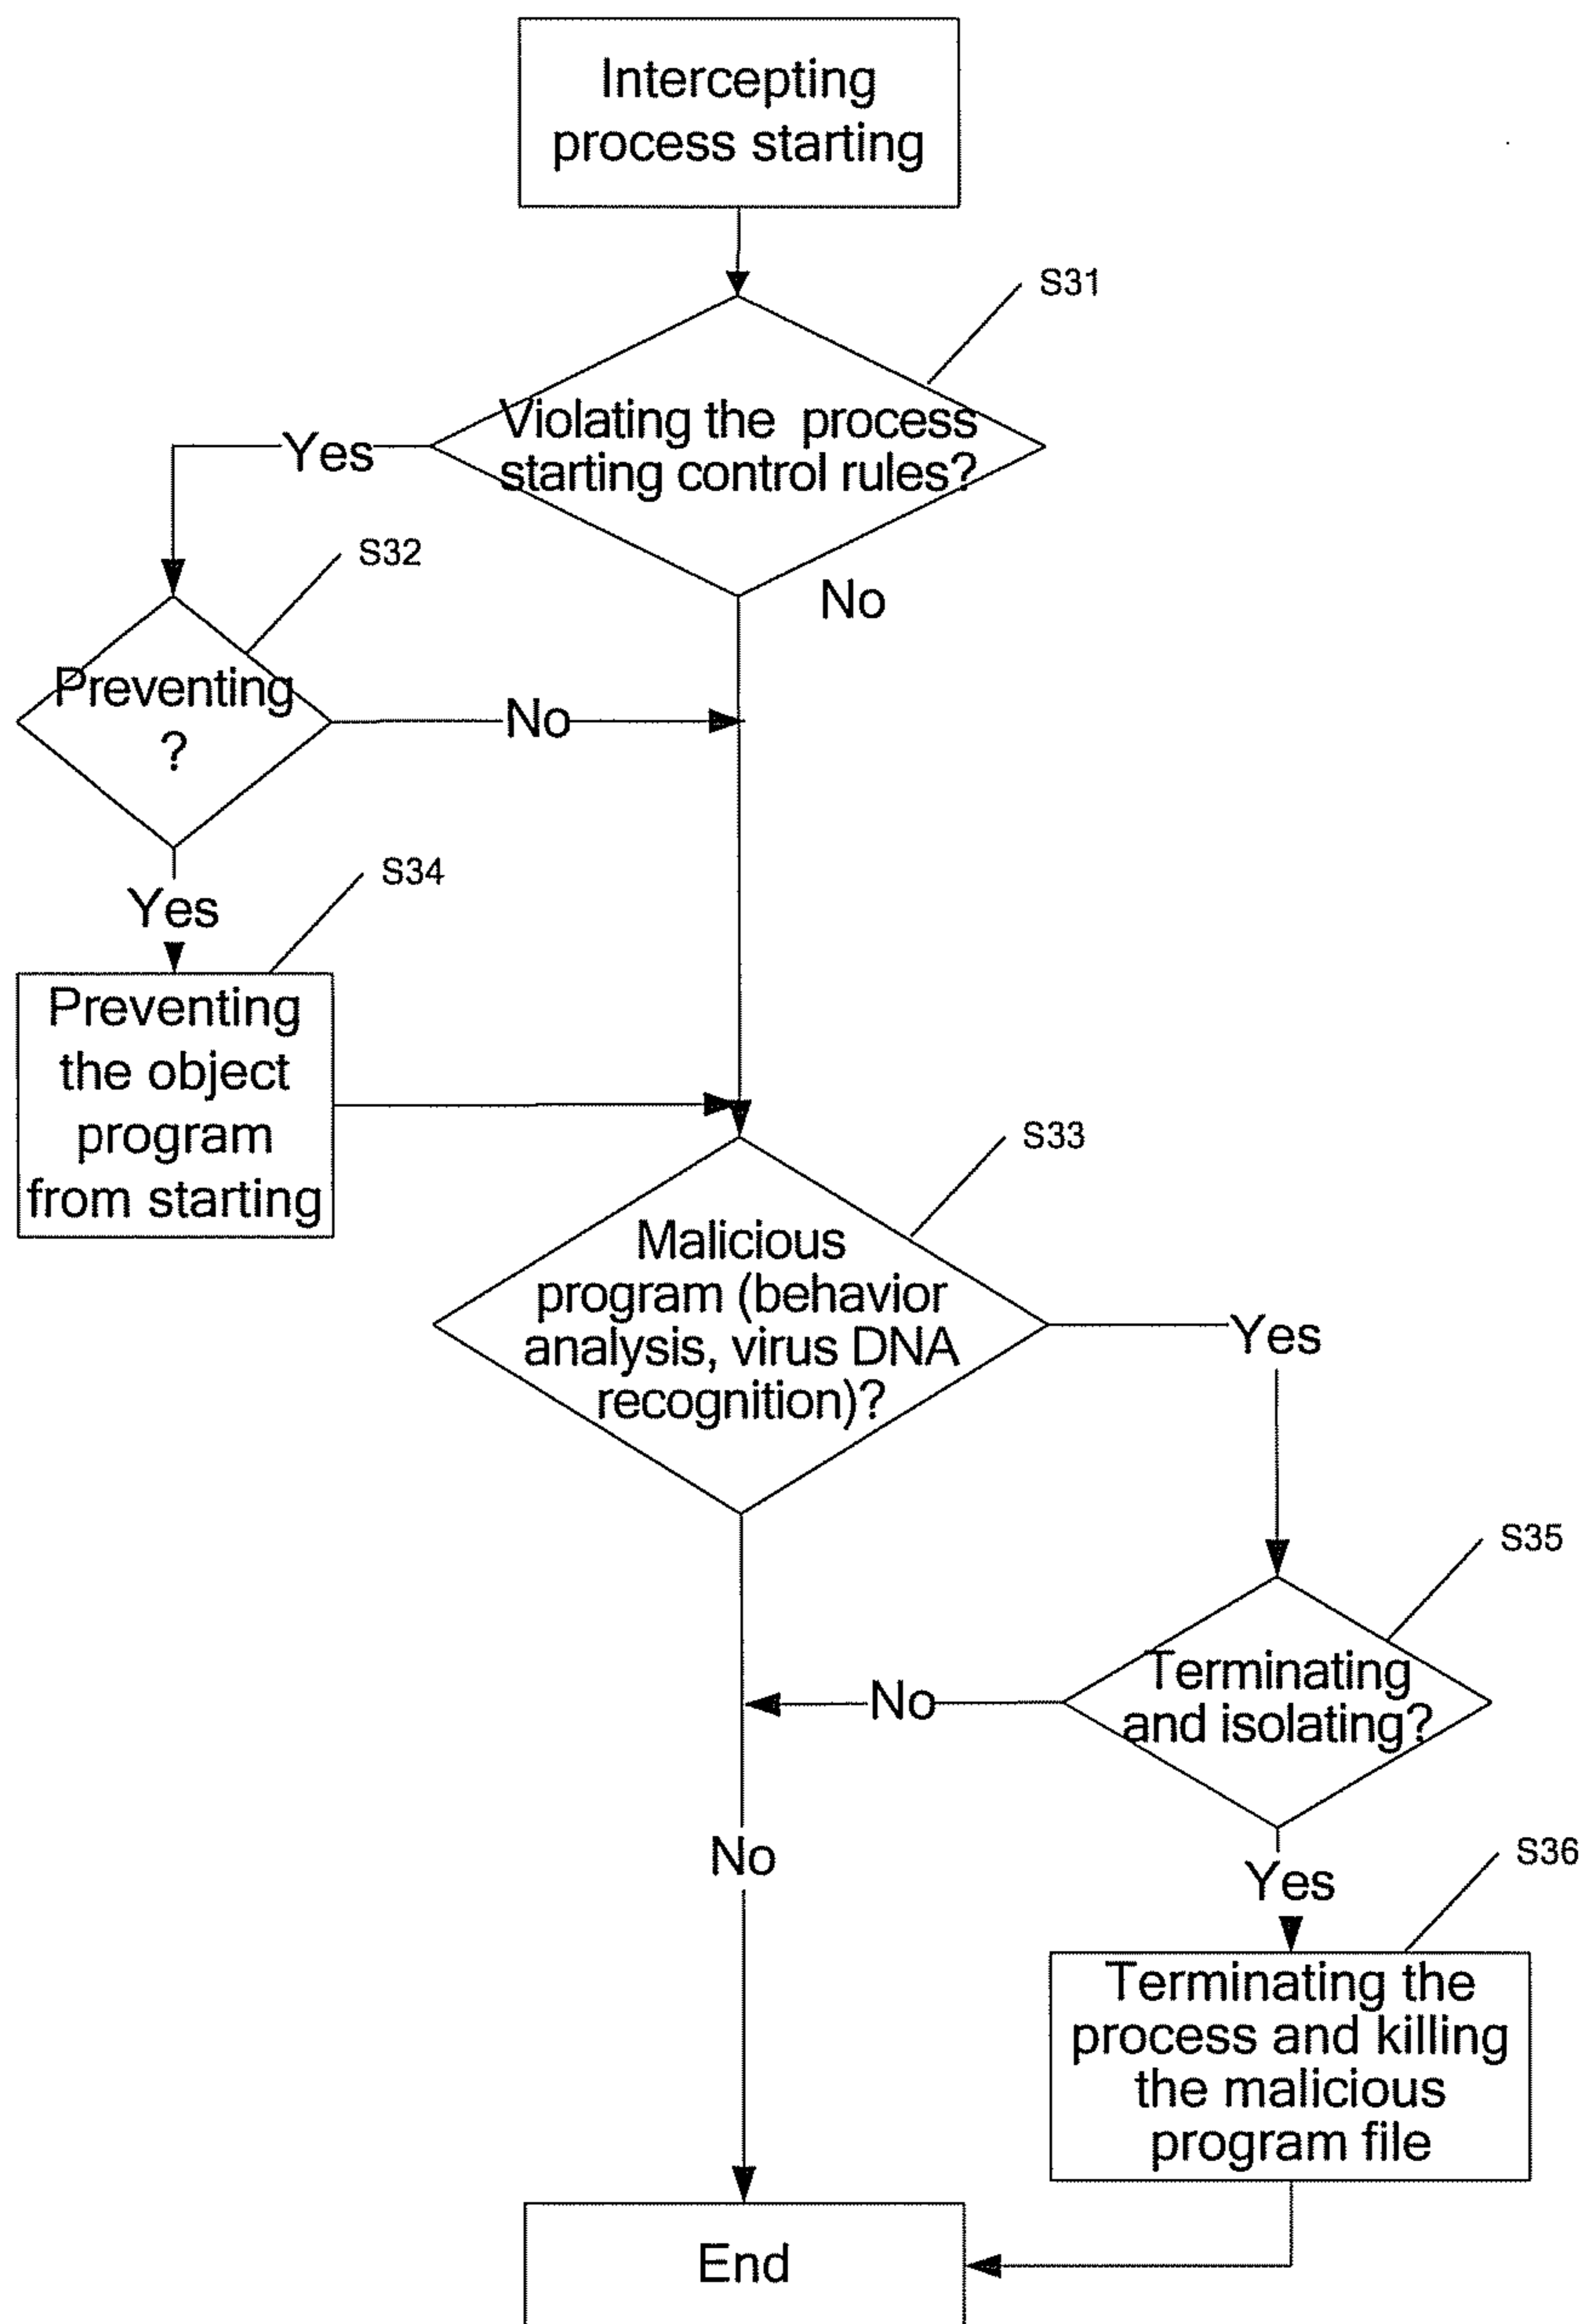 Intercepting
process starting
S31
Violating the process
starting control rules?
Yes
No
S32
Preventing
?
No
Yes
S34
Preventing
the object
program
from starting
S33
Malicious
program (behavior
analysis, virus DNA
recognition)?
Yes
S35
Terminating
and isolating?
No
No
Yes
S36
Terminating the
process and killing
the malicious
program file
End